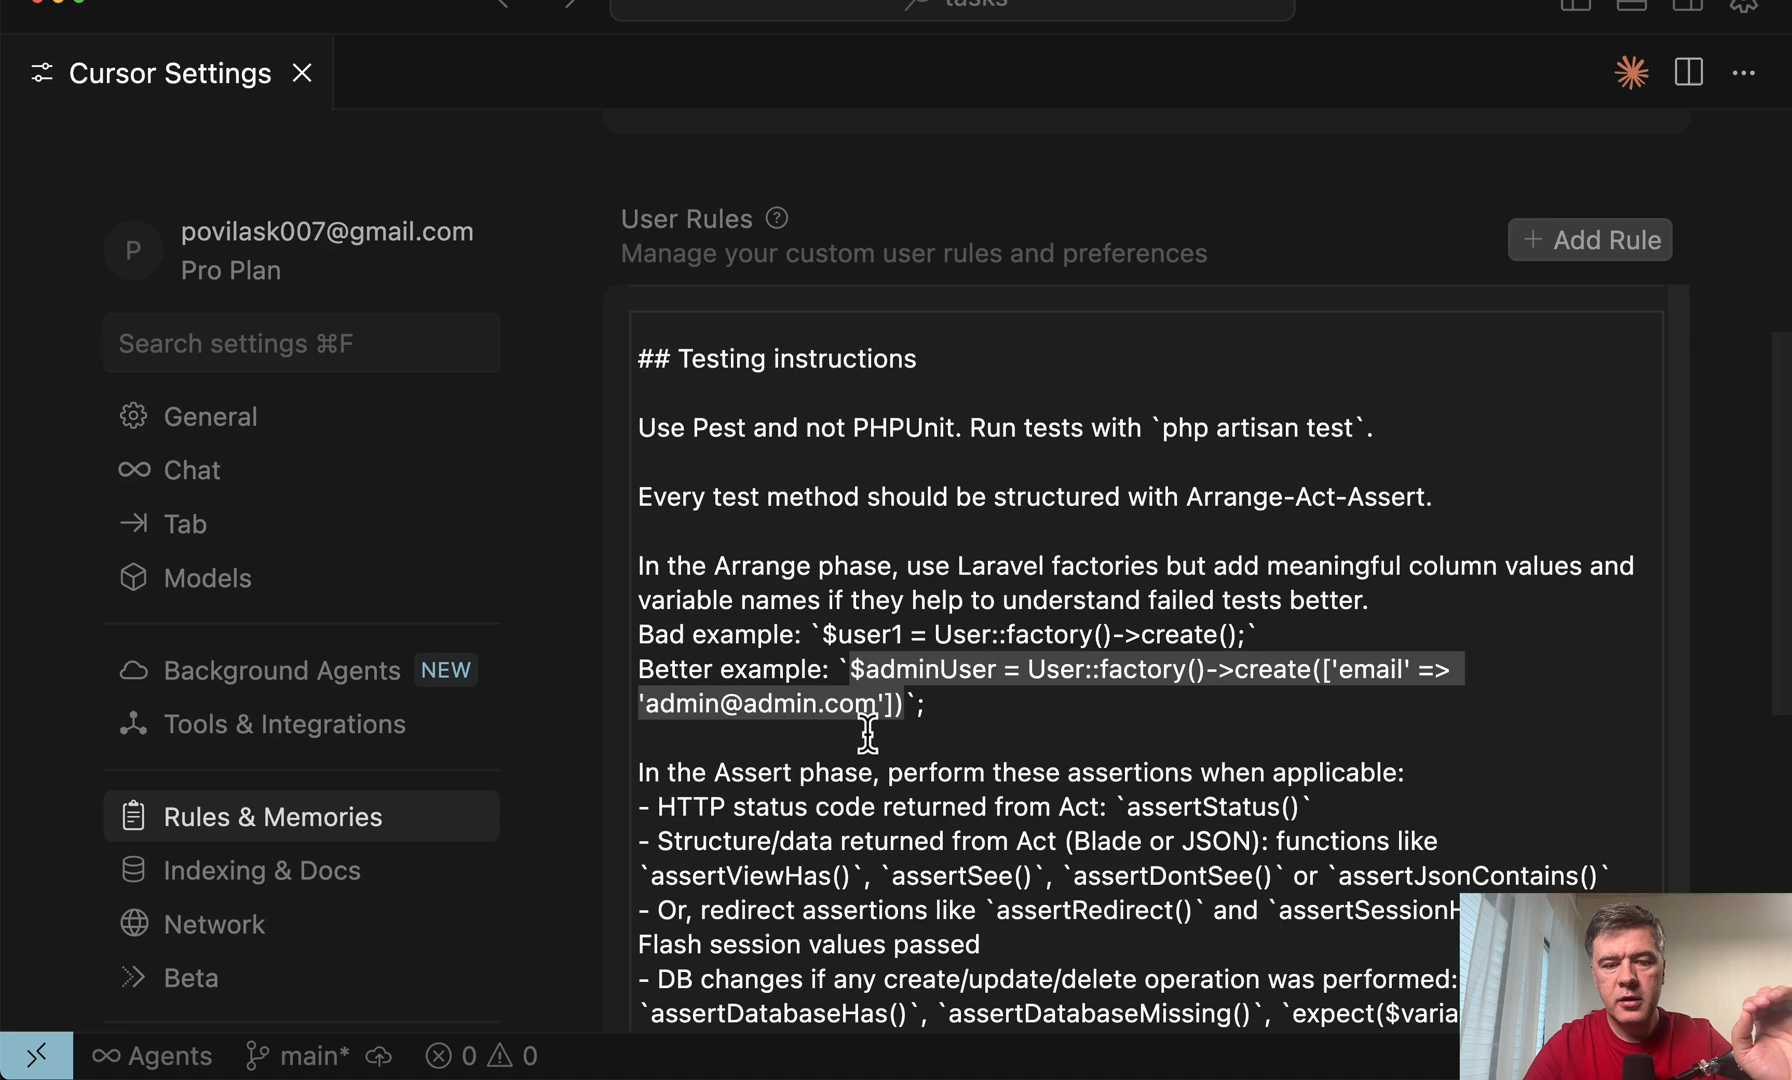 tasks
Cursor Settings
povilask007@gmail.com
P
Pro Plan
Search settings ⌘F
General
Chat
Tab
Models
Background Agents NEW
Tools & Integrations
Rules & Memories
Indexing & Docs
Network
Beta
User Rules
Manage your custom user rules and preferences
+ Add Rule
## Testing instructions
Use Pest and not PHPUnit. Run tests with `php artisan test`.
Every test method should be structured with Arrange-Act-Assert.
In the Arrange phase, use Laravel factories but add meaningful column values and
variable names if they help to understand failed tests better.
Bad example: `$user1 = User::factory()->create();`
Better example: `$adminUser = User::factory()->create(['email' =>
'admin@admin.com'])`;
In the Assert phase, perform these assertions when applicable:
- HTTP status code returned from Act: `assertStatus()`
- Structure/data returned from Act (Blade or JSON): functions like
`assertViewHas()`, `assertSee()`, `assertDontSee()` or `assertJsonContains()`
- Or, redirect assertions like `assertRedirect()` and `assertSessionH
Flash session values passed
- DB changes if any create/update/delete operation was performed:
`assertDatabaseHas()`, `assertDatabaseMissing()`, `expect($varia
Agents main* 0 0